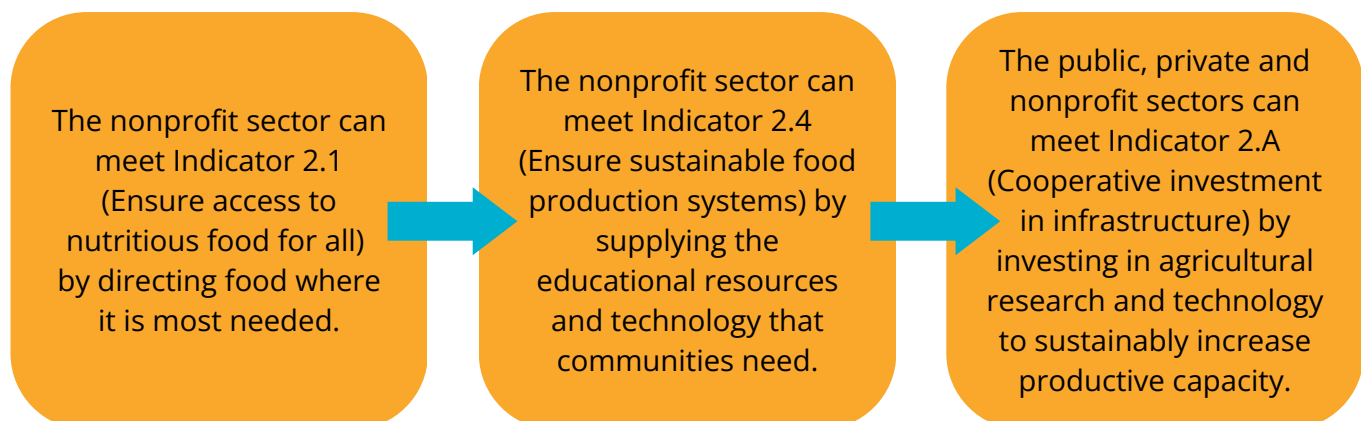 The nonprofit sector can
meet Indicator 2.1
(Ensure access to
nutritious food for all)
by directing food where
it is most needed.
The nonprofit sector can
meet Indicator 2.4
(Ensure sustainable food
production systems) by
supplying the
educational resources
and technology that
communities need.
The public, private and
nonprofit sectors can
meet Indicator 2.A
(Cooperative investment
in infrastructure) by
investing in agricultural
research and technology
to sustainably increase
productive capacity.